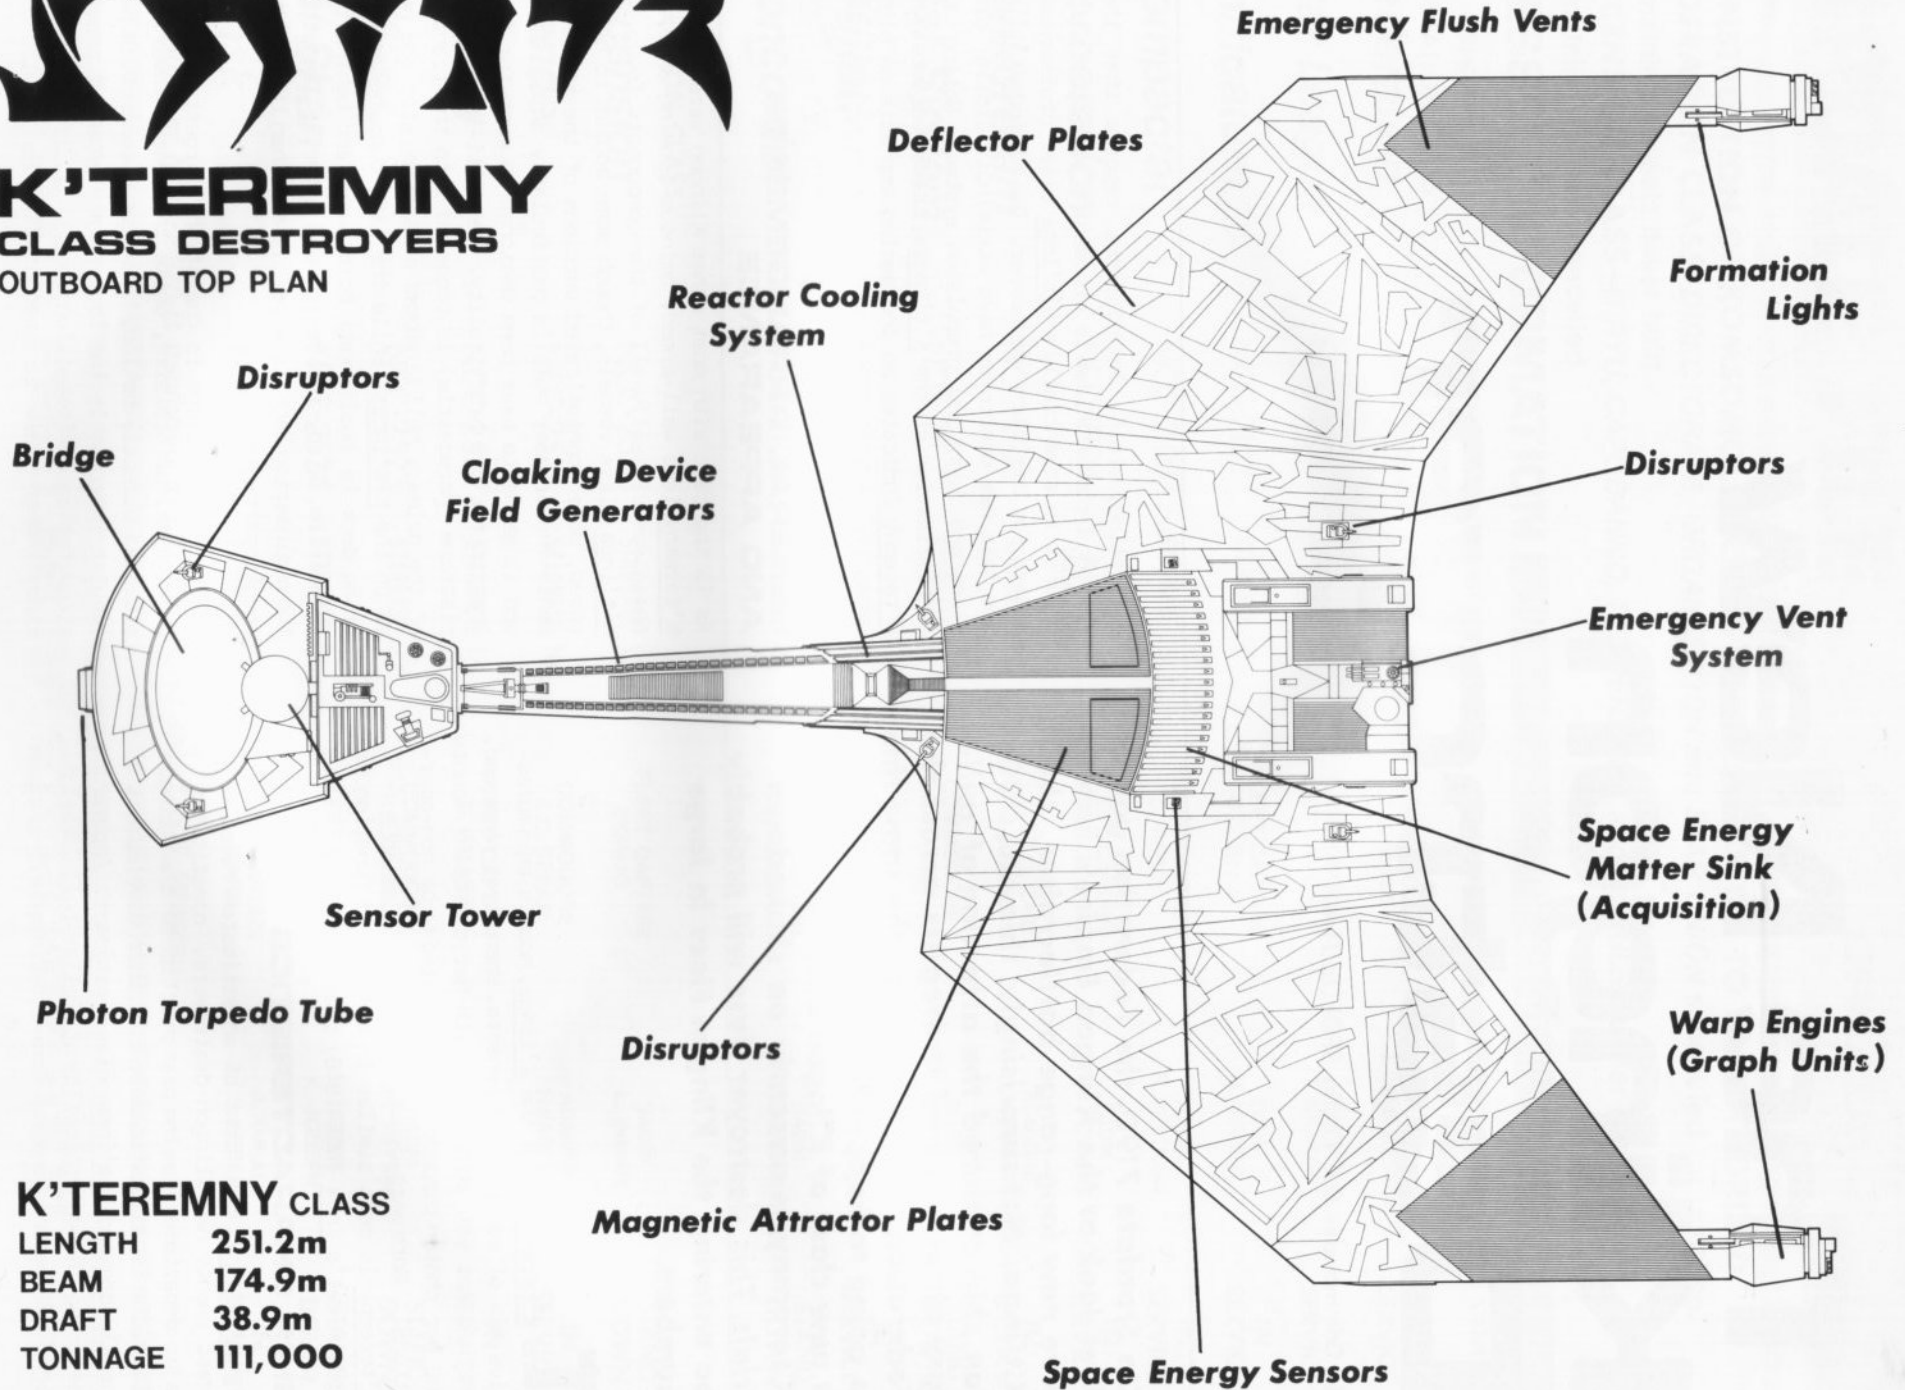 K'TEREMNY
CLASS DESTROYERS
OUTBOARD TOP PLAN
Emergency Flush Vents
Deflector Plates
Formation
Lights
Reactor Cooling
System
Disruptors
Bridge
Cloaking Device
Field Generators
Disruptors
Emergency Vent
System
Space Energy
Matter Sink
(Acquisition)
Sensor Tower
Photon Torpedo Tube
Disruptors
Warp Engines
(Graph Units)
Magnetic Attractor Plates
Space Energy Sensors
K'TEREMNY CLASS
LENGTH 251.2m
BEAM 174.9m
DRAFT 38.9m
TONNAGE 111,000